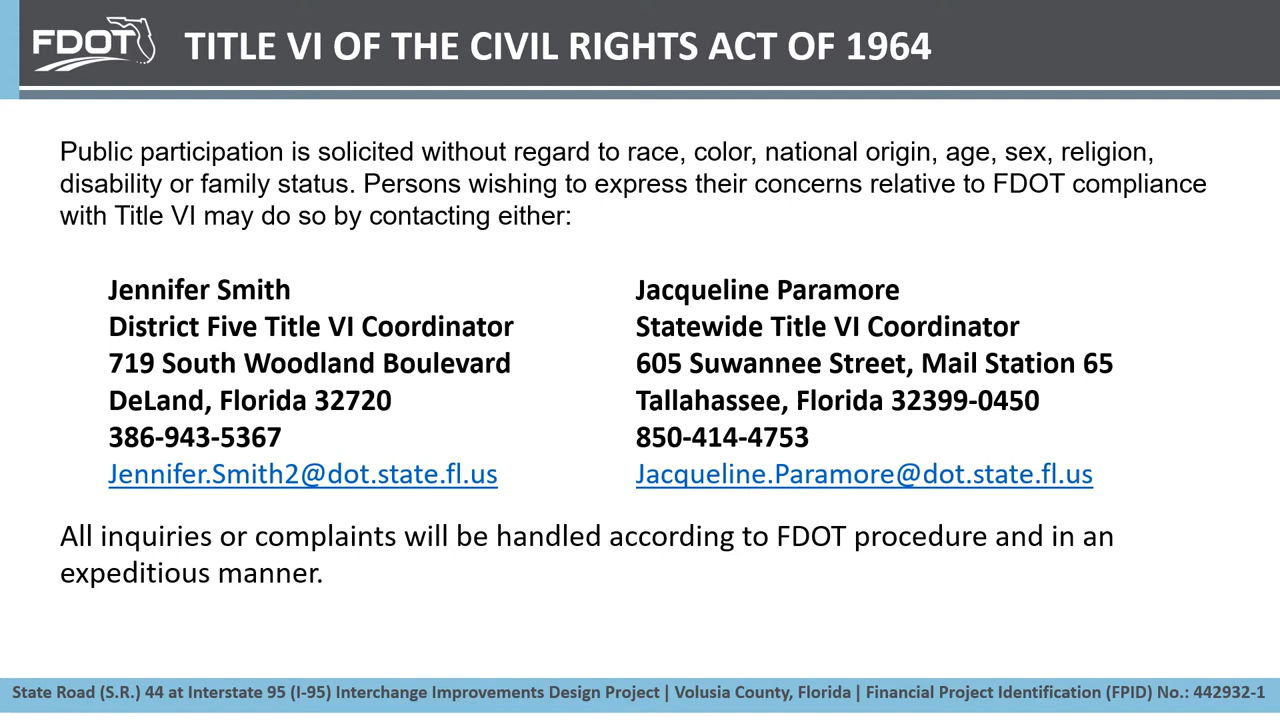 FDOT
TITLE VI OF THE CIVIL RIGHTS ACT OF 1964
Public participation is solicited without regard to race, color, national origin, age, sex, religion,
disability or family status. Persons wishing to express their concerns relative to FDOT compliance
with Title VI may do so by contacting either:
Jennifer Smith
District Five Title VI Coordinator
719 South Woodland Boulevard
DeLand, Florida 32720
386-943-5367
Jennifer.Smith2@dot.state.fl.us
Jacqueline Paramore
Statewide Title VI Coordinator
605 Suwannee Street, Mail Station 65
Tallahassee, Florida 32399-0450
850-414-4753
Jacqueline.Paramore@dot.state.fl.us
All inquiries or complaints will be handled according to FDOT procedure and in an
expeditious manner.
State Road (S.R.) 44 at Interstate 95 (I-95) Interchange Improvements Design Project | Volusia County, Florida | Financial Project Identification (FPID) No.: 442932-1